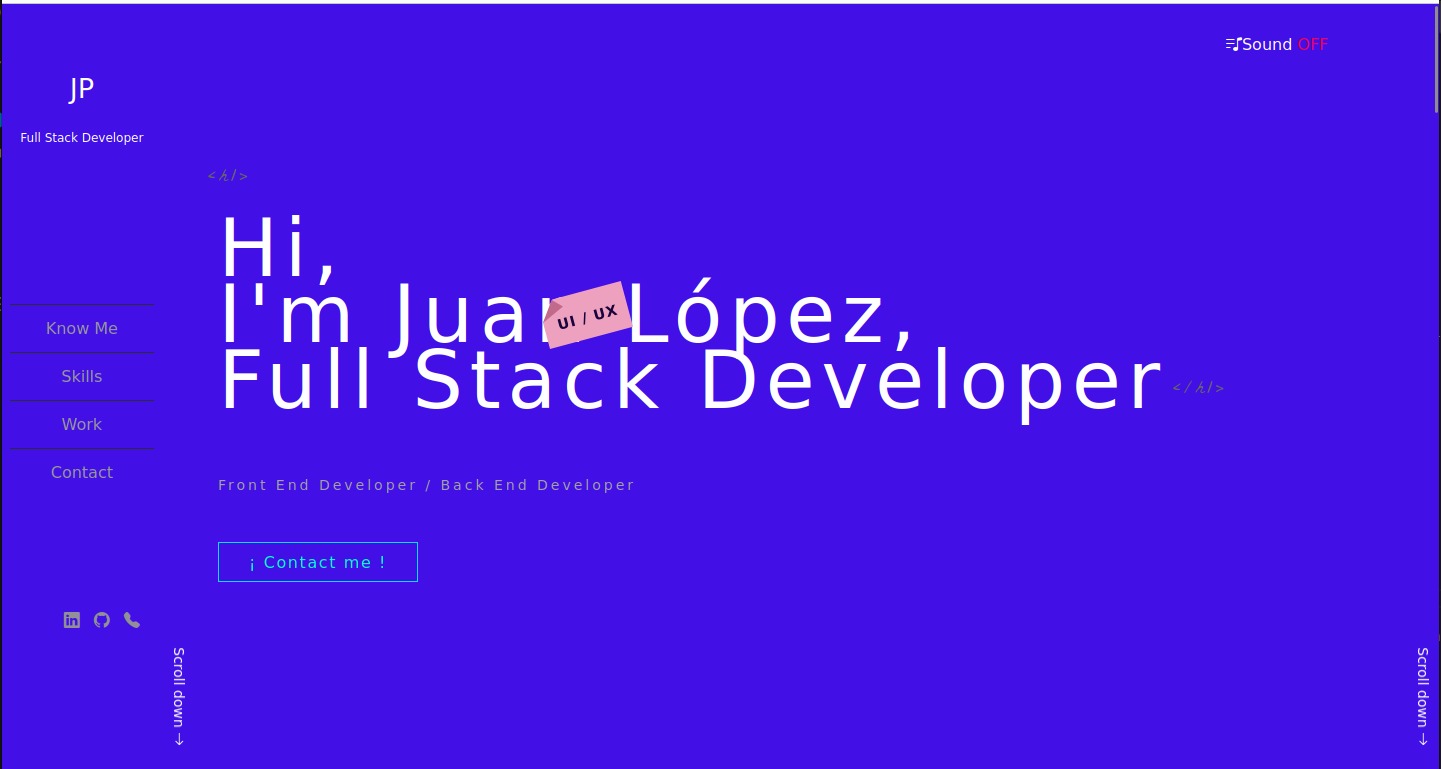 Sound OFF
JP
Full Stack Developer
<h/>
Hi,
I'm Juan López,
UI / UX
Full Stack Developer
</h/>
Know Me
Skills
Work
Contact
Front End Developer / Back End Developer
¡ Contact me !
Scroll down →
Scroll down →